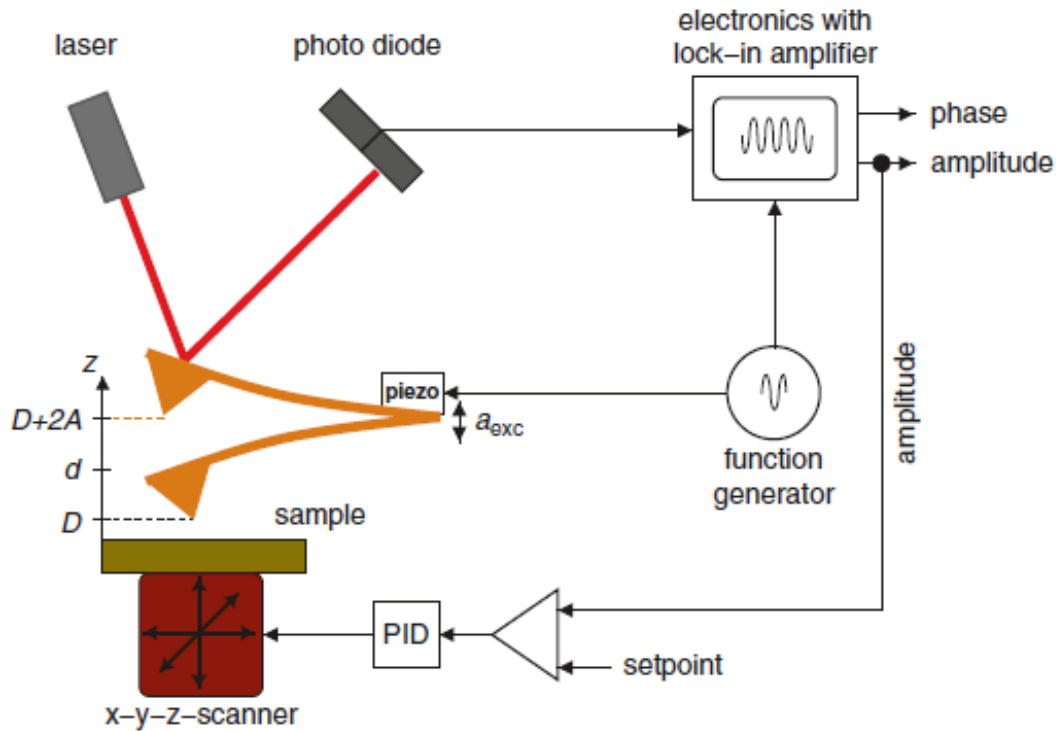 electronics with
lock–in amplifier
laser
photo diode
phase
amplitude
z
piezo
D+2A
a_exc
d
amplitude
function
generator
D
sample
PID
setpoint
x–y–z–scanner